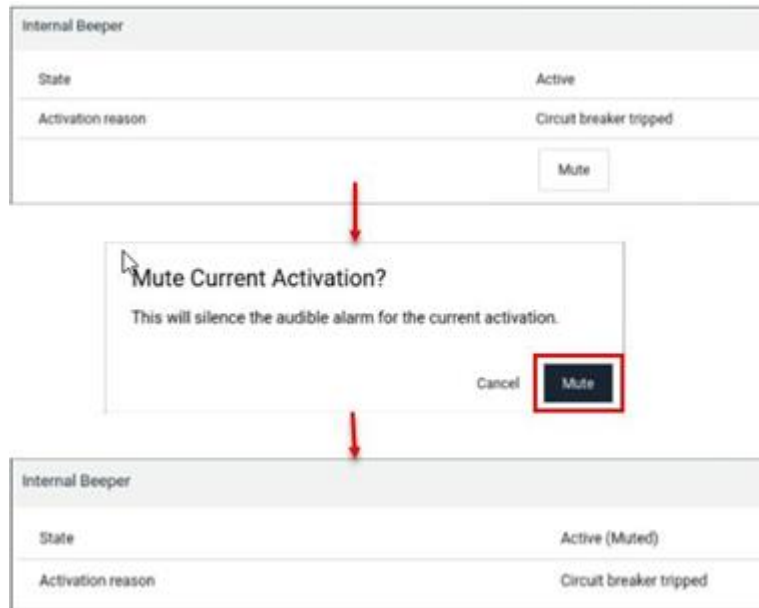 Internal Beeper
State Active
Activation reason Circuit breaker tripped
Mute
Mute Current Activation?
This will silence the audible alarm for the current activation.
Cancel Mute
Internal Beeper
State Active (Muted)
Activation reason Circuit breaker tripped